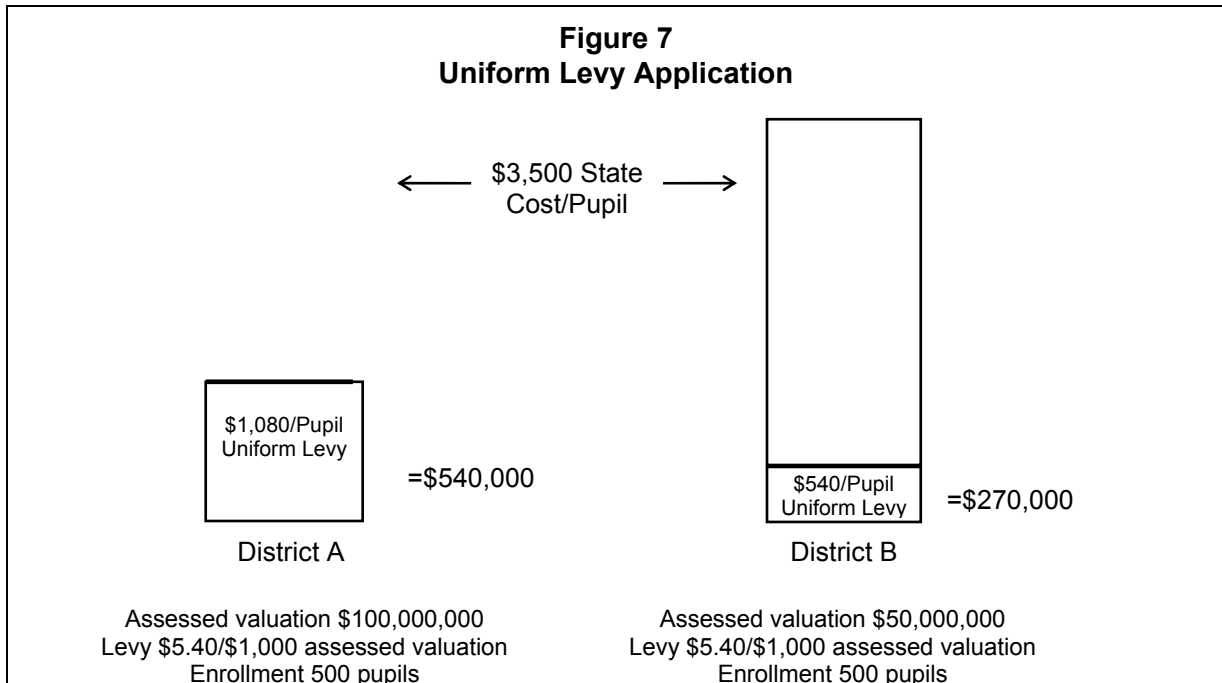 Figure 7
Uniform Levy Application
$3,500 State
Cost/Pupil
$1,080/Pupil
Uniform Levy
=$540,000
$540/Pupil
Uniform Levy
=$270,000
District A
District B
Assessed valuation $100,000,000
Levy $5.40/$1,000 assessed valuation
Enrollment 500 pupils
Assessed valuation $50,000,000
Levy $5.40/$1,000 assessed valuation
Enrollment 500 pupils